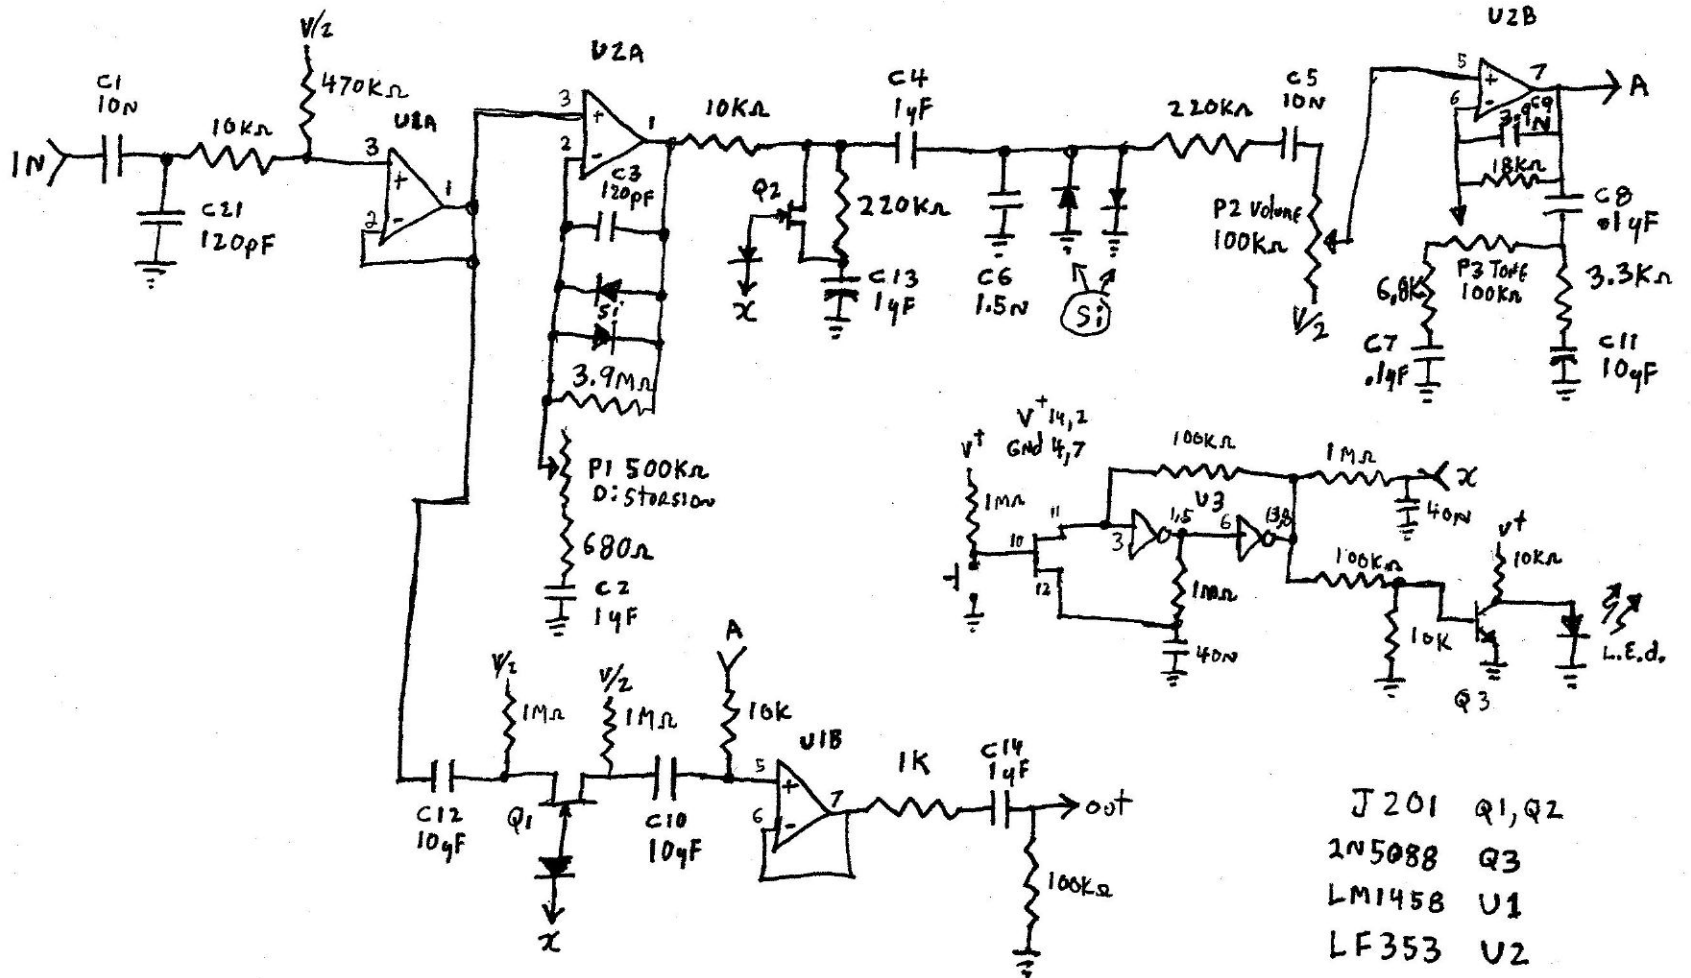 V/2
U2A
U2B
C1
10N
470KΩ
U1A
10KΩ
IN
3
1
2
C21
120pF
3
2
1
C3
120pF
Si
3.9MΩ
P1 500KΩ
Distorsion
680Ω
C2
1µF
10KΩ
C4
1µF
Q2
220KΩ
x
C13
1µF
C6
1.5N
Si
220KΩ
C5
10N
P2 Volume
100KΩ
V/2
5
6
7
A
C9
3.9N
18KΩ
C8
.1µF
P3 Tone
100KΩ
6,8K
C7
.1µF
3.3KΩ
C11
10µF
V+ 14,2
GNd 4,7
V+
1MΩ
10
11
12
100KΩ
U3
3
1,5
6
13,8
1MΩ
40N
1MΩ
x
40N
100KΩ
10K
V+
10KΩ
L.E.d.
Q3
V/2
1MΩ
V/2
1MΩ
A
10K
U1B
C12
10µF
Q1
x
C10
10µF
5
6
7
1K
C14
1µF
out
100KΩ
J201 Q1,Q2
2N5088 Q3
LM1458 U1
LF353 U2